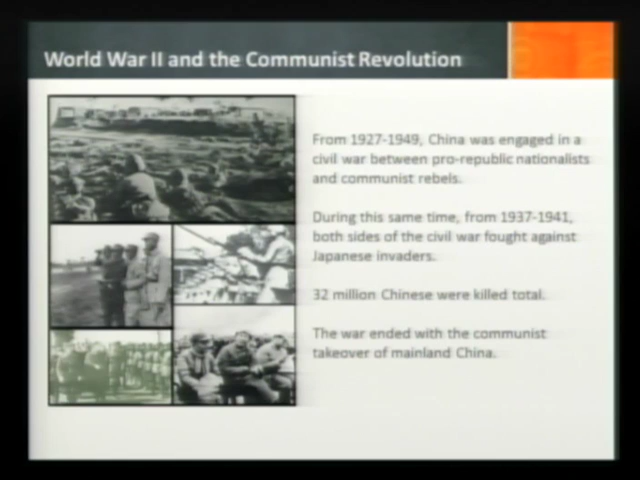 World War II and the Communist Revolution
From 1927-1949, China was engaged in a
civil war between pro-republic nationalists
and communist rebels.
During this same time, from 1937-1941,
both sides of the civil war fought against
Japanese invaders.
32 million Chinese were killed total.
The war ended with the communist
takeover of mainland China.